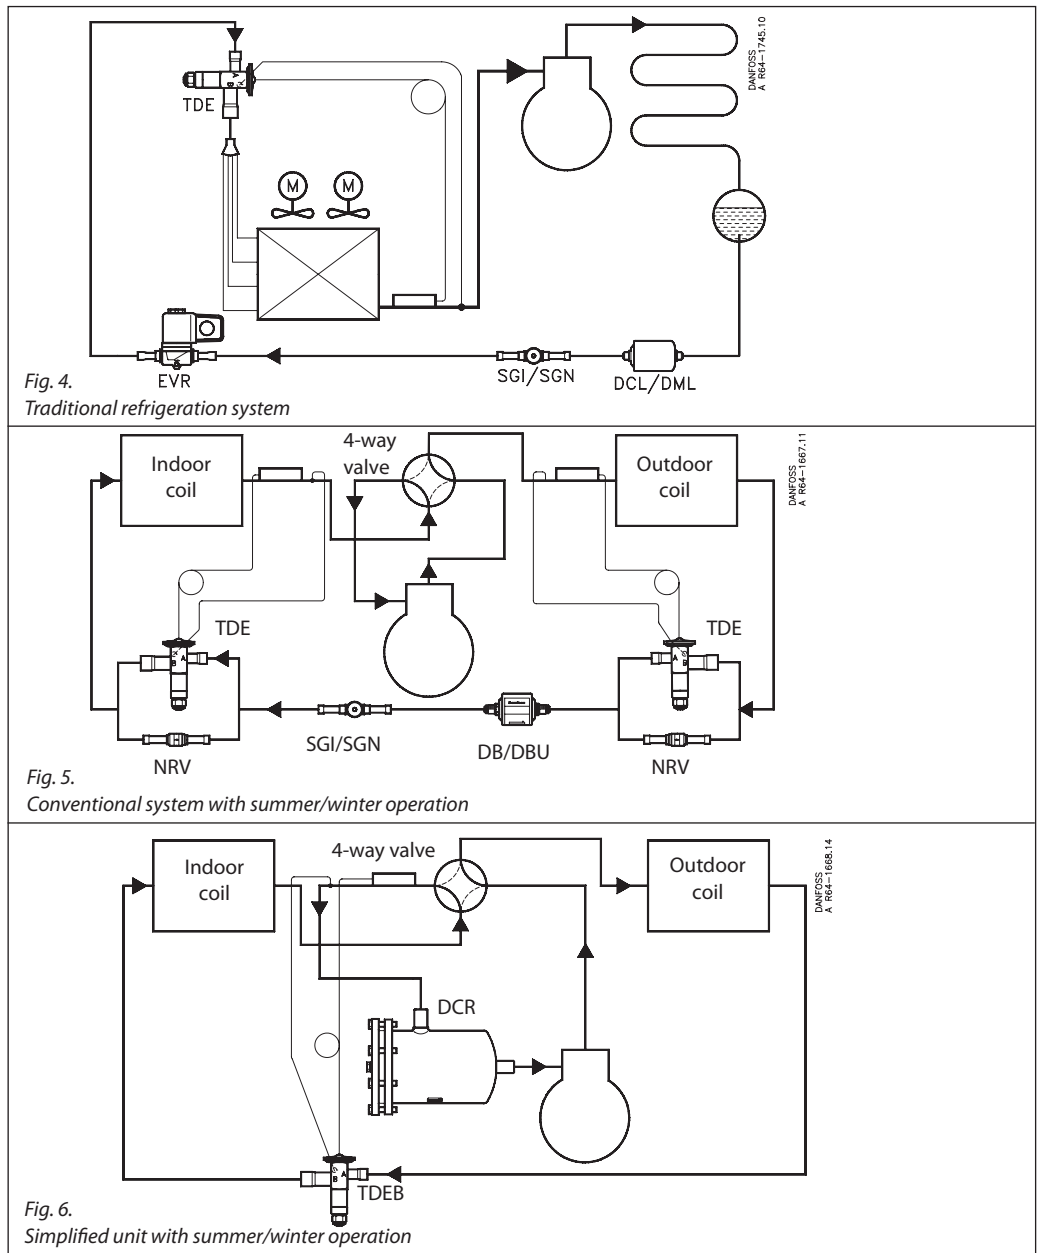 DANFOSS
A R64-1745.10
A
B
TDE
M M
EVR
SGI/SGN
DCL/DML
Fig. 4.
Traditional refrigeration system
Indoor
coil
4-way
valve
Outdoor
coil
DANFOSS
A R64-1667.11
TDE
TDE
B A
A B
SGI/SGN
DB/DBU
NRV
NRV
Fig. 5.
Conventional system with summer/winter operation
Indoor
coil
4-way valve
Outdoor
coil
DANFOSS
A R64-1668.14
DCR
B A
TDEB
Fig. 6.
Simplified unit with summer/winter operation